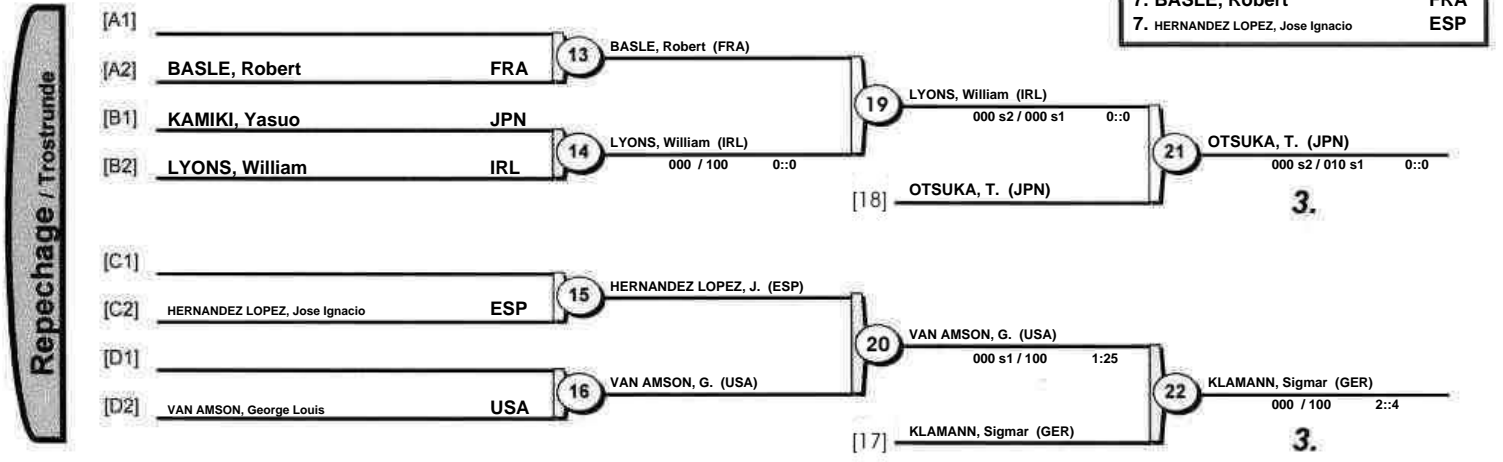 7. BASLE, Robert FRA
7. HERNANDEZ LOPEZ, Jose Ignacio ESP
Repechage / Trostrunde
[A1]
[A2] BASLE, Robert FRA
13
BASLE, Robert (FRA)
[B1] KAMIKI, Yasuo JPN
[B2] LYONS, William IRL
14
LYONS, William (IRL)
000 / 100 0::0
19
LYONS, William (IRL)
000 s2 / 000 s1 0::0
[18] OTSUKA, T. (JPN)
21
OTSUKA, T. (JPN)
000 s2 / 010 s1 0::0
3.
[C1]
[C2] HERNANDEZ LOPEZ, Jose Ignacio ESP
15
HERNANDEZ LOPEZ, J. (ESP)
[D1]
[D2] VAN AMSON, George Louis USA
16
VAN AMSON, G. (USA)
20
VAN AMSON, G. (USA)
000 s1 / 100 1:25
[17] KLAMANN, Sigmar (GER)
22
KLAMANN, Sigmar (GER)
000 / 100 2::4
3.